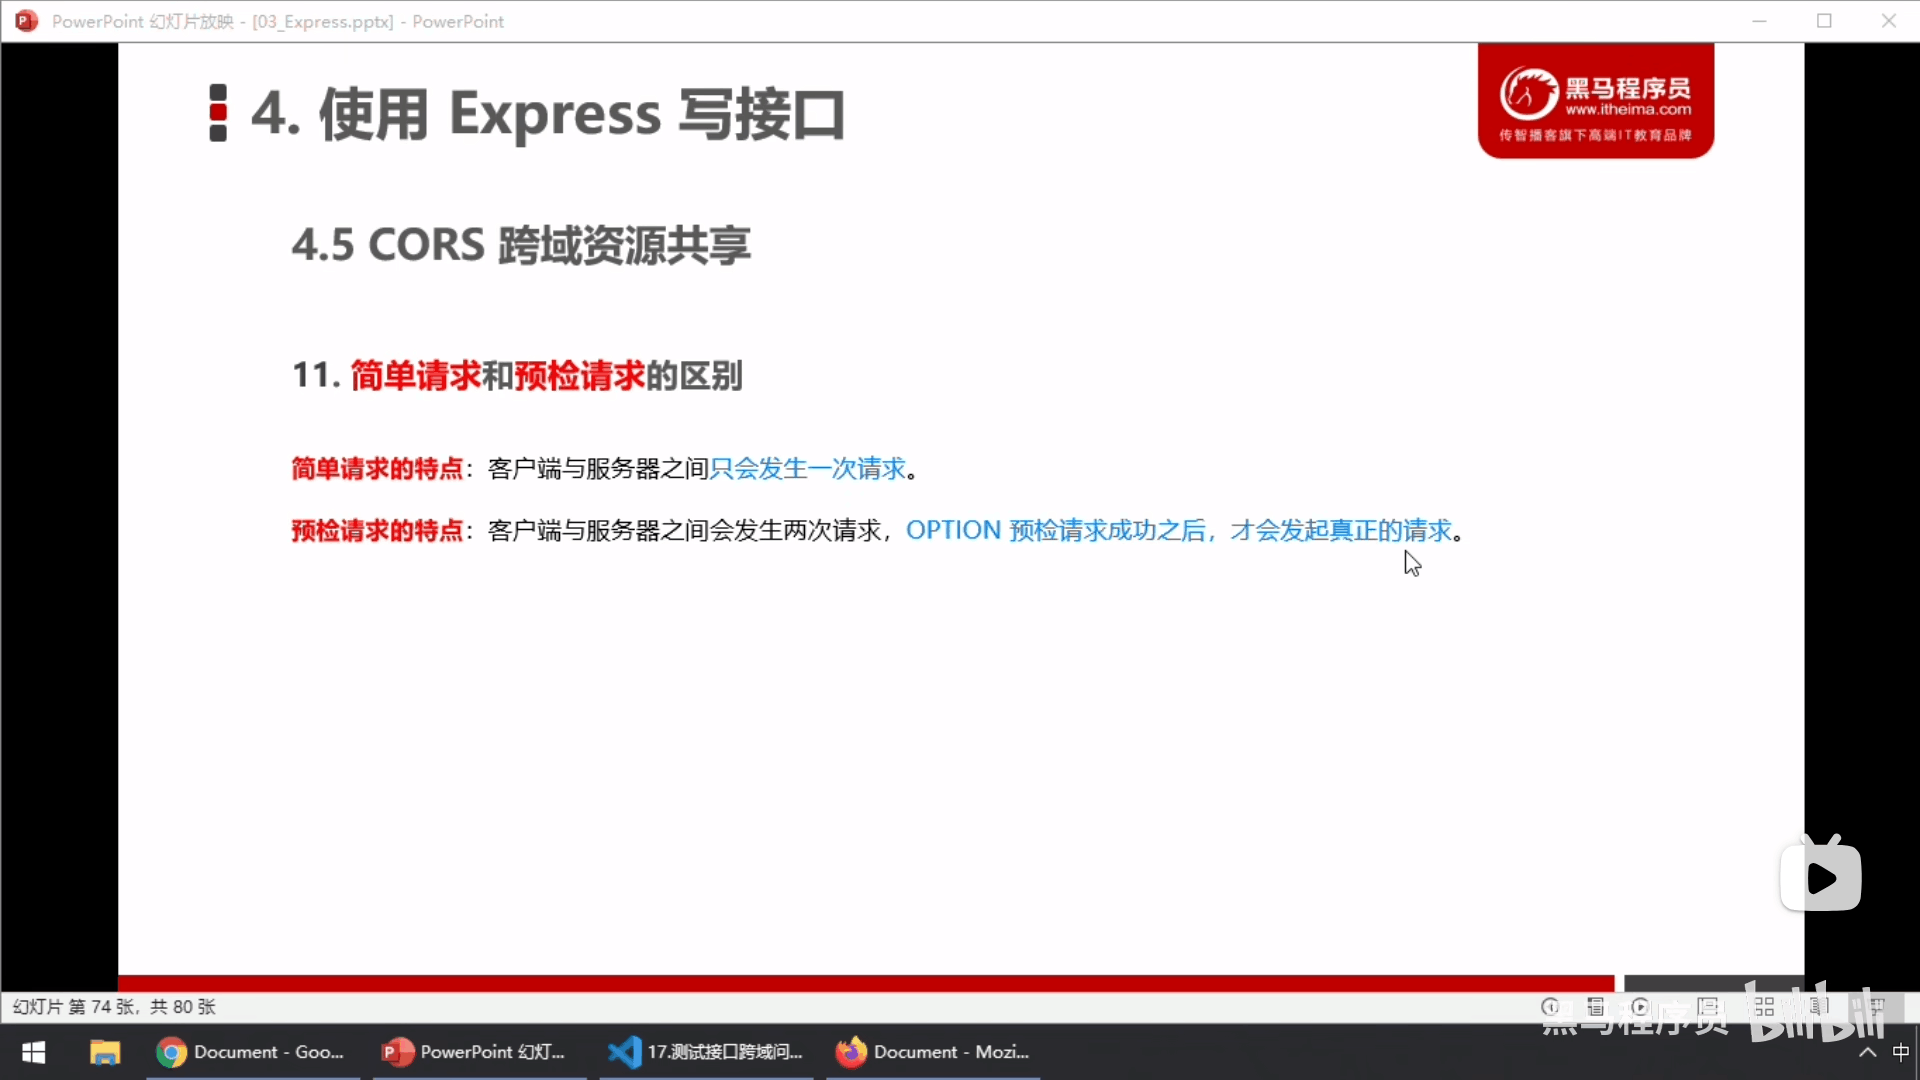 PowerPoint 幻灯片放映 - [03_Express.pptx] - PowerPoint
4. 使用 Express 写接口
黑马程序员
www.itheima.com
传智播客旗下高端IT教育品牌
4.5 CORS 跨域资源共享
11. 简单请求和预检请求的区别
简单请求的特点：客户端与服务器之间只会发生一次请求。
预检请求的特点：客户端与服务器之间会发生两次请求，OPTION 预检请求成功之后，才会发起真正的请求。
幻灯片 第 74 张，共 80 张
黑马程序员 bilibili
Document - Goo...
PowerPoint 幻灯...
17.测试接口跨域问...
Document - Mozi...
中